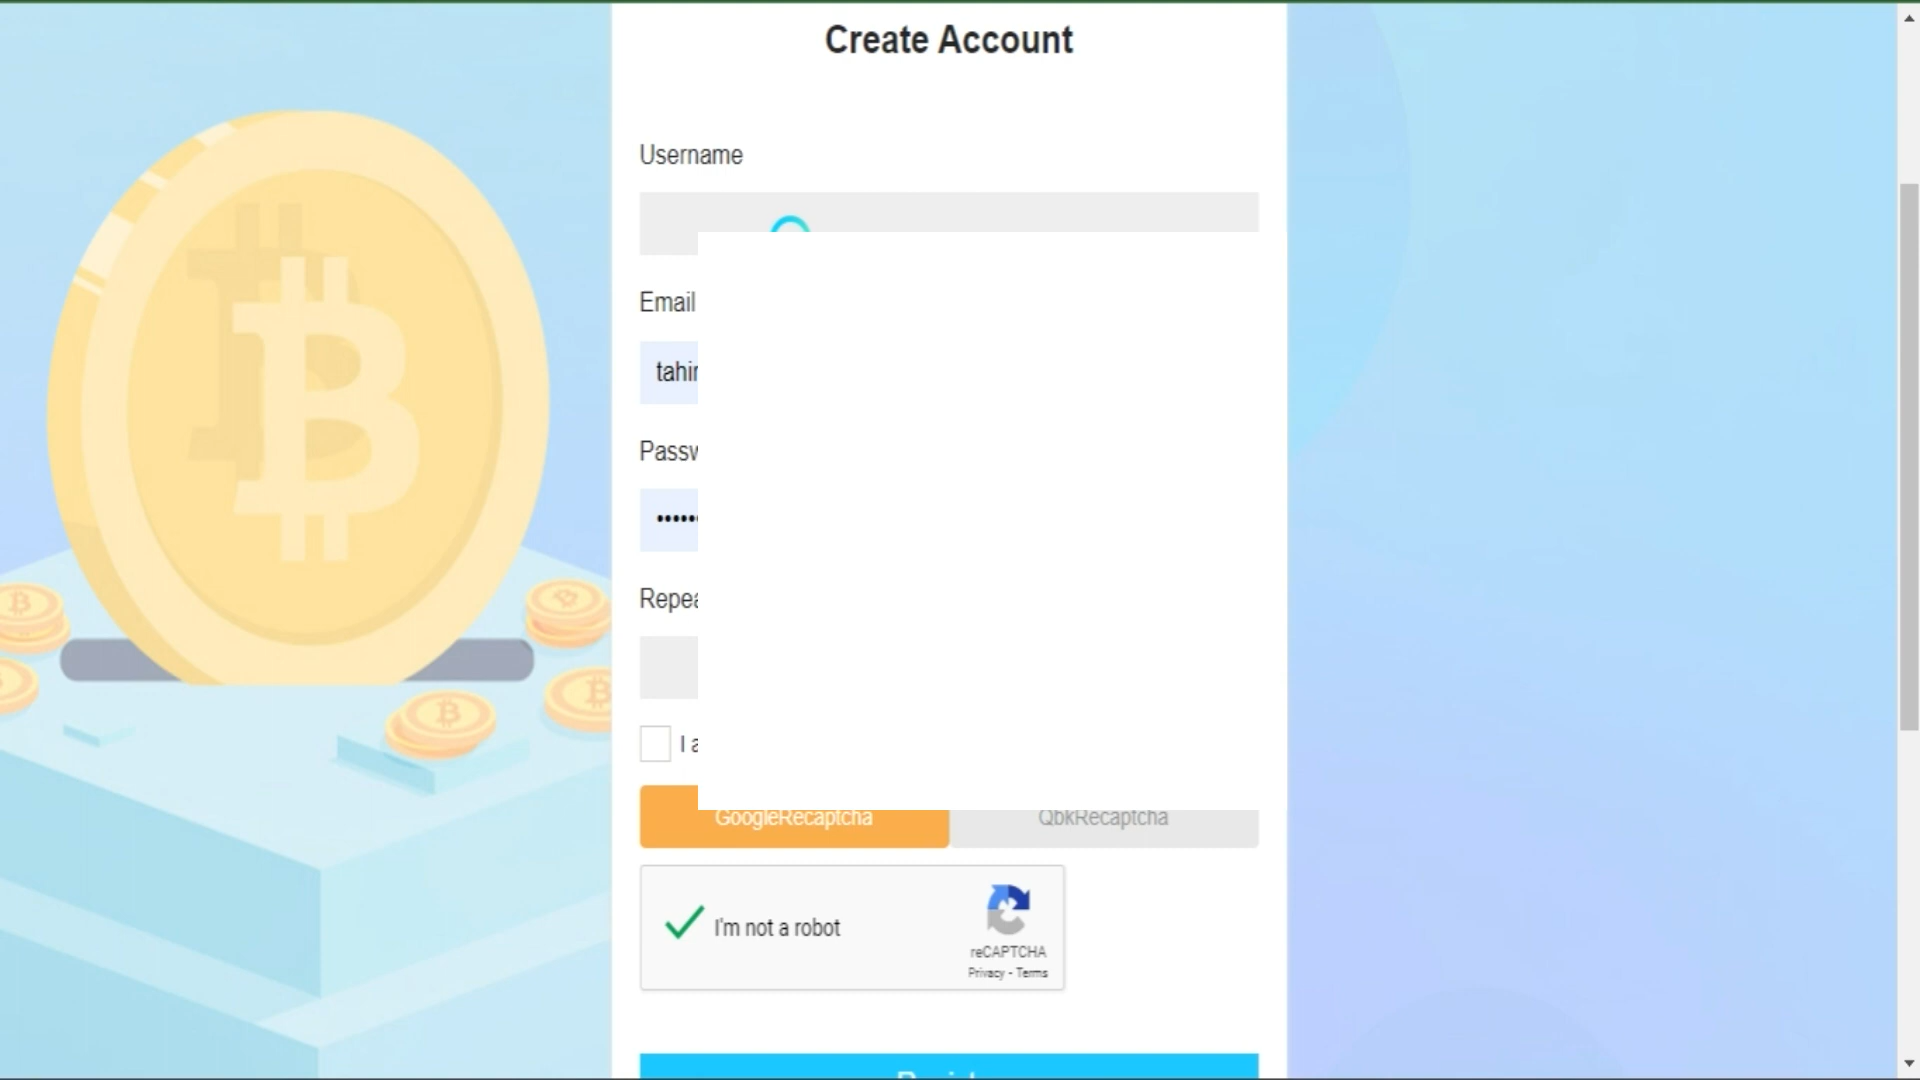 Create Account
Username
Email
tahir
Passw
Repea
I a
GoogleRecaptcha
QbkRecaptcha
I'm not a robot
reCAPTCHA
Privacy - Terms